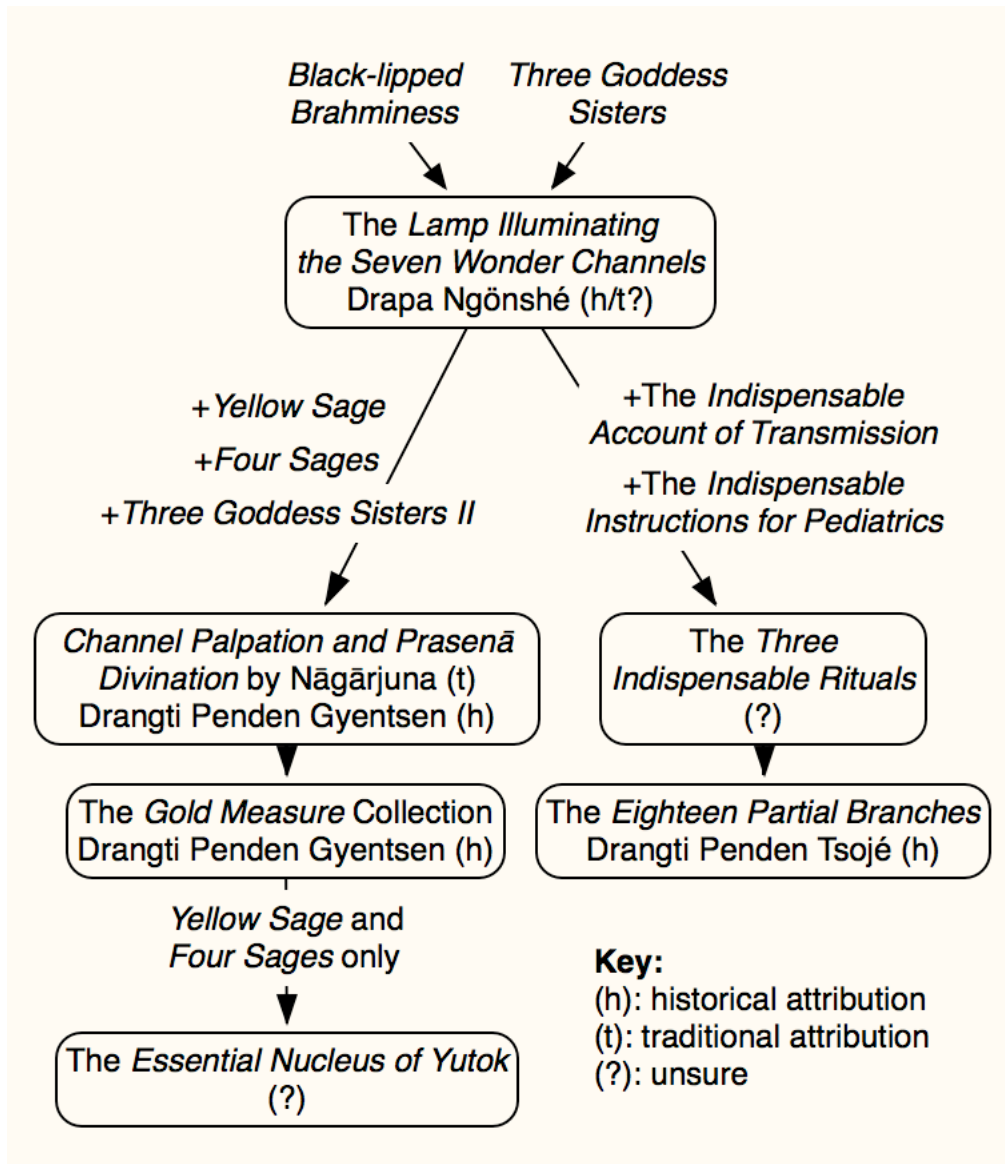 Black-lipped
Brahminess
Three Goddess
Sisters
The Lamp Illuminating
the Seven Wonder Channels
Drapa Ngönshé (h/t?)
+Yellow Sage
+Four Sages
+Three Goddess Sisters II
+The Indispensable
Account of Transmission
+The Indispensable
Instructions for Pediatrics
Channel Palpation and Prasenā
Divination by Nāgārjuna (t)
Drangti Penden Gyentsen (h)
The Three
Indispensable Rituals
(?)
The Gold Measure Collection
Drangti Penden Gyentsen (h)
The Eighteen Partial Branches
Drangti Penden Tsojé (h)
Yellow Sage and
Four Sages only
The Essential Nucleus of Yutok
(?)
Key:
(h): historical attribution
(t): traditional attribution
(?): unsure